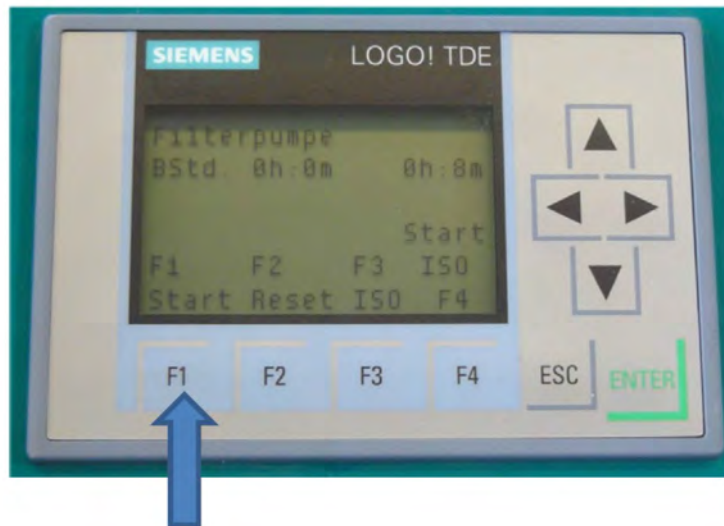 SIEMENS LOGO! TDE
Filterpumpe
BStd. 0h:0m 0h:8m
Start
F1 F2 F3 ISO
Start Reset ISO F4
F1 F2 F3 F4 ESC ENTER